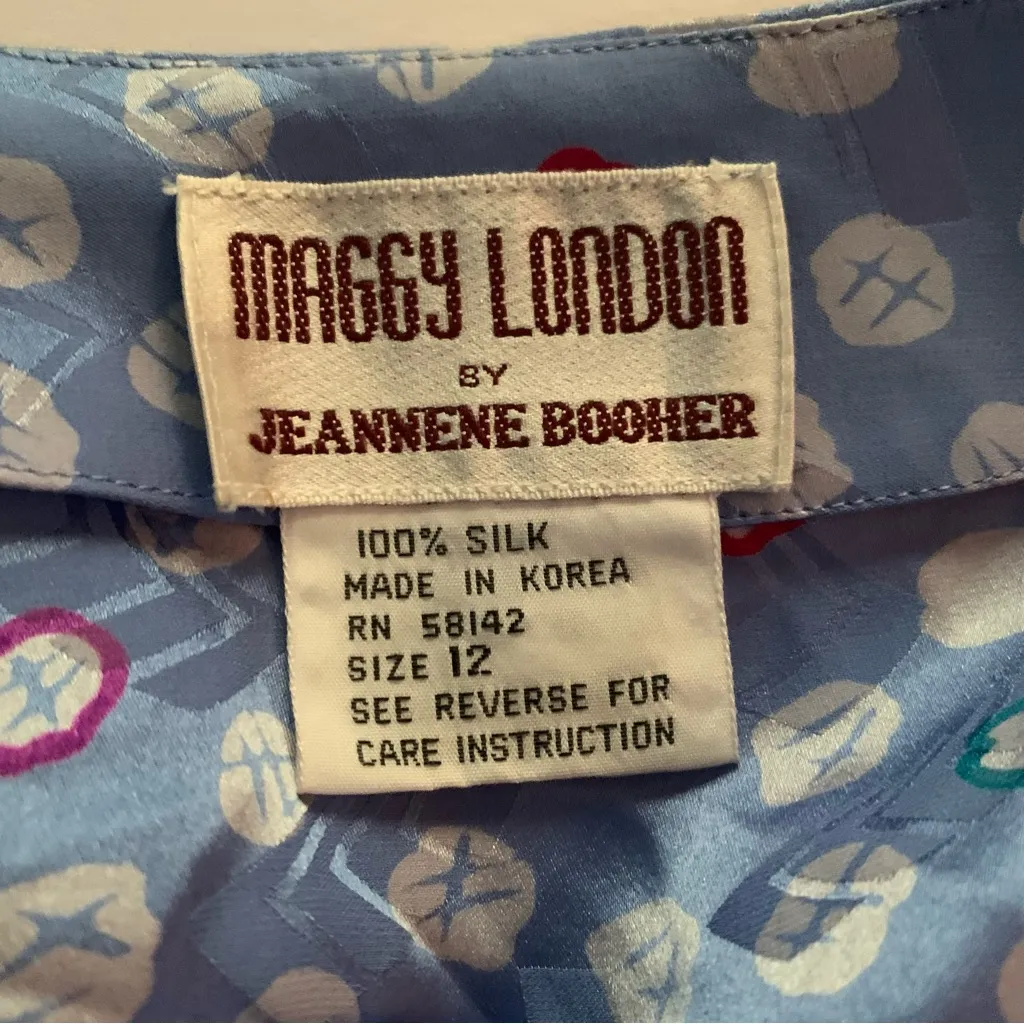 MAGGY LONDON
BY
JEANNENE BOOHER
100% SILK
MADE IN KOREA
RN 58142
SIZE 12
SEE REVERSE FOR
CARE INSTRUCTION